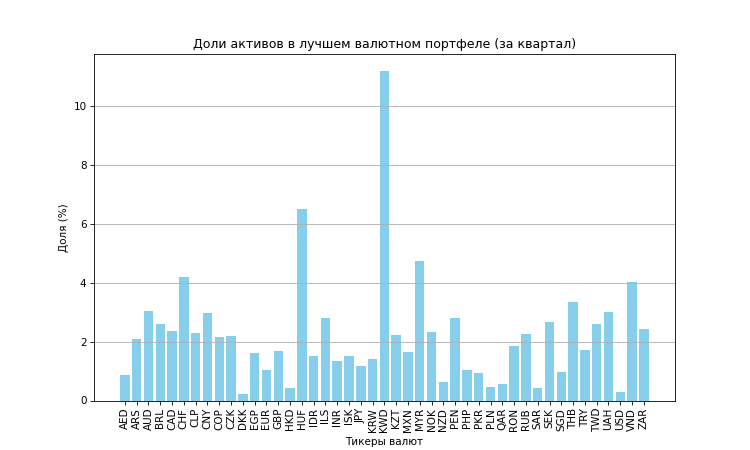 Доли активов в лучшем валютном портфеле (за квартал)
Доля (%)
10
8
6
4
2
0
AED ARS AUD BRL CAD CHF CLP CNY COP CZK DKK EGP EUR GBP HKD HUF IDR ILS INR ISK JPY KRW KWD KZT MXN MYR NOK NZD PEN PHP PKR PLN QAR RON RUB SAR SEK SGD THB TRY TWD UAH USD VND ZAR
Тикеры валют